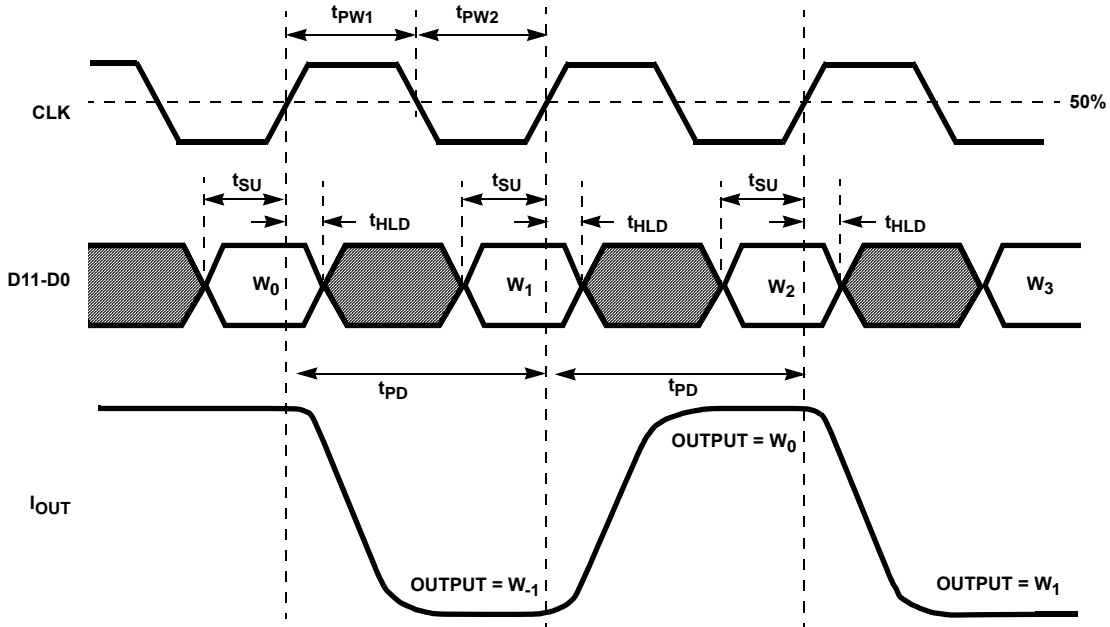 tPW1 tPW2
CLK 50%
tSU tSU tSU
tHLD tHLD tHLD
D11-D0 W0 W1 W2 W3
tPD tPD
OUTPUT = W0
IOUT
OUTPUT = W-1 OUTPUT = W1